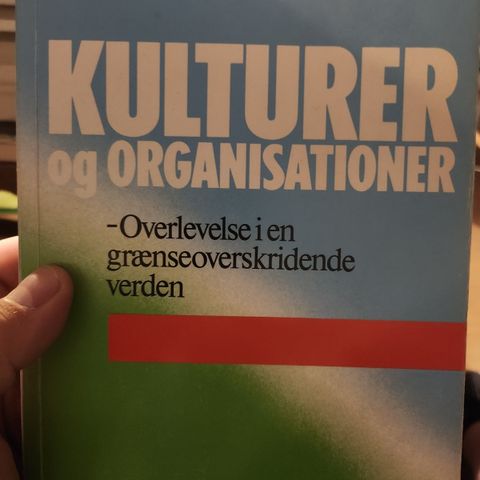 KULTURER
og ORGANISATIONER
-Overlevelse i en
grænseoverskridende
verden